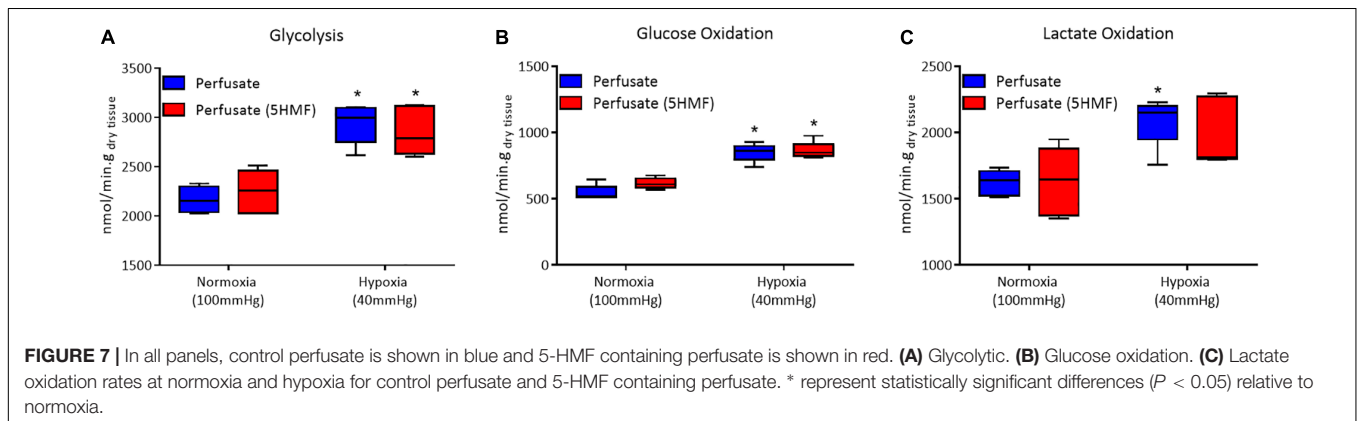 A
Glycolysis
3500
3000
2500
2000
1500
nmol/min.g dry tissue
Perfusate
Perfusate (5HMF)
*
*
Normoxia
(100mmHg)
Hypoxia
(40mmHg)
B
Glucose Oxidation
1500
1000
500
0
nmol/min.g dry tissue
Perfusate
Perfusate (5HMF)
*
*
Normoxia
(100mmHg)
Hypoxia
(40mmHg)
C
Lactate Oxidation
2500
2000
1500
1000
nmol/min.g dry tissue
Perfusate
Perfusate (5HMF)
*
Normoxia
(100mmHg)
Hypoxia
(40mmHg)
FIGURE 7 | In all panels, control perfusate is shown in blue and 5-HMF containing perfusate is shown in red. (A) Glycolytic. (B) Glucose oxidation. (C) Lactate
oxidation rates at normoxia and hypoxia for control perfusate and 5-HMF containing perfusate. * represent statistically significant differences (P < 0.05) relative to
normoxia.